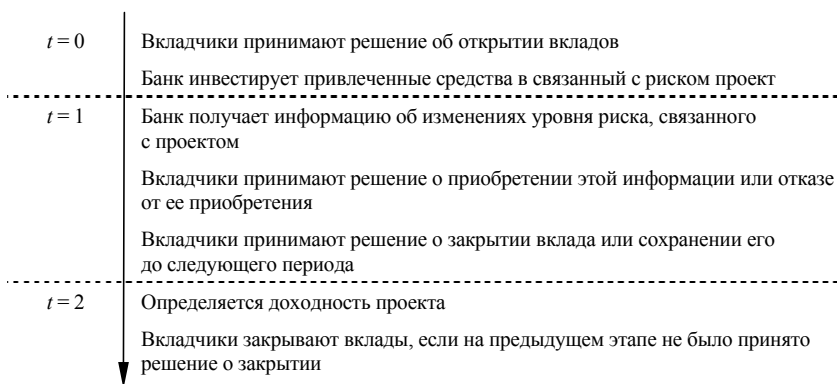 t = 0 Вкладчики принимают решение об открытии вкладов
Банк инвестирует привлеченные средства в связанный с риском проект
t = 1 Банк получает информацию об изменениях уровня риска, связанного
с проектом
Вкладчики принимают решение о приобретении этой информации или отказе
от ее приобретения
Вкладчики принимают решение о закрытии вклада или сохранении его
до следующего периода
t = 2 Определяется доходность проекта
Вкладчики закрывают вклады, если на предыдущем этапе не было принято
решение о закрытии